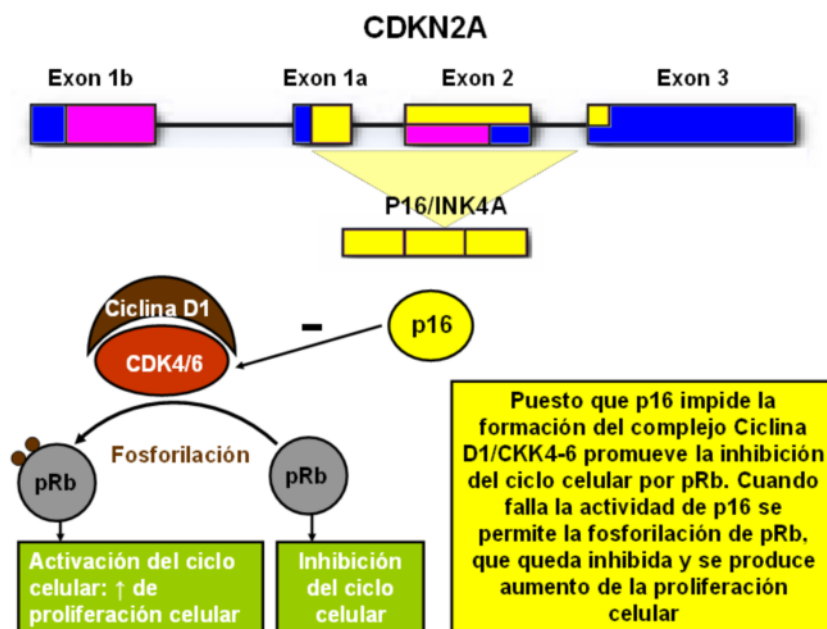 CDKN2A
Exon 1b
Exon 1a
Exon 2
Exon 3
P16/INK4A
Ciclina D1
CDK4/6
–
p16
Fosforilación
pRb
pRb
Activación del ciclo
celular: ↑ de
proliferación celular
Inhibición
del ciclo
celular
Puesto que p16 impide la
formación del complejo Ciclina
D1/CKK4-6 promueve la inhibición
del ciclo celular por pRb. Cuando
falla la actividad de p16 se
permite la fosforilación de pRb,
que queda inhibida y se produce
aumento de la proliferación
celular